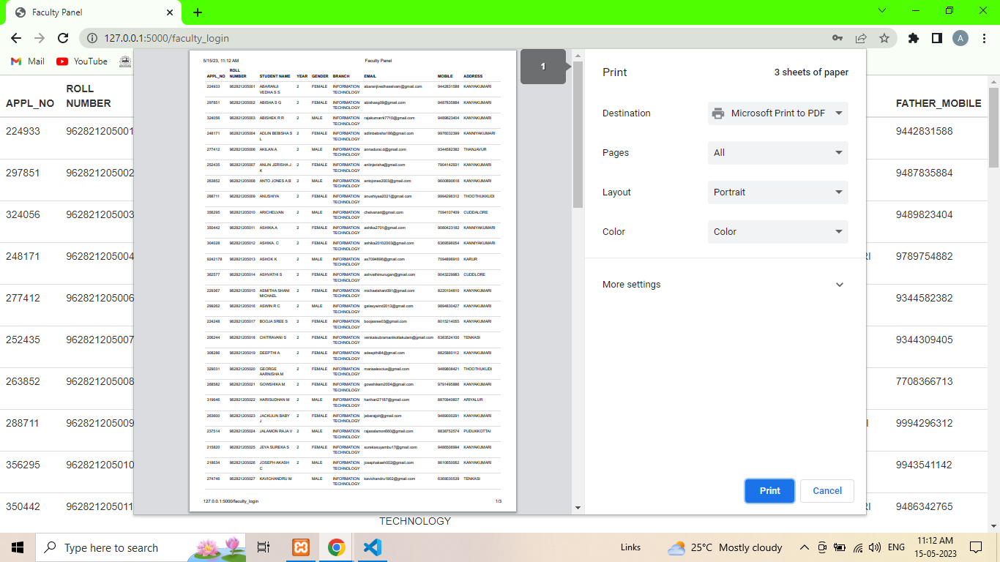 Faculty Panel
127.0.0.1:5000/faculty_login
A
Mail
YouTube
APPL_NO ROLL NUMBER
224933 962821205001
297851 962821205002
324056 962821205003
248171 962821205004
277412 962821205006
252435 962821205007
263852 962821205008
288711 962821205009
356295 962821205010
350442 962821205011
TECHNOLOGY
5/15/23, 11:12 AM Faculty Panel
APPL_NO ROLL NUMBER STUDENT NAME YEAR GENDER BRANCH EMAIL MOBILE ADDRESS
224933 962821205001 ABARANJI VEDHA S S 2 FEMALE INFORMATION TECHNOLOGY abaranjivedhaselvam@gmail.com 9442831588 KANYAKUMARI
297851 962821205002 ABISHA S G 2 FEMALE INFORMATION TECHNOLOGY abishasg09@gmail.com 9487835884 KANYAKUMARI
324056 962821205003 ABISHEK R R 2 MALE INFORMATION TECHNOLOGY rajakumarrk7710@gmail.com 9489823404 KANYAKUMARI
248171 962821205004 ADLIN BEBISHA S L 2 FEMALE INFORMATION TECHNOLOGY adlinbebisha186@gmail.com 9976032399 KANNIYAKUMARI
277412 962821205006 AKILAN A 2 MALE INFORMATION TECHNOLOGY annadurai.d@gmail.com 9344582382 THANJAVUR
252435 962821205007 ANLIN JERISHA J K 2 FEMALE INFORMATION TECHNOLOGY anlinjerisha@gmail.com 7904142931 KANYAKUMARI
263852 962821205008 ANTO JONES A B 2 MALE INFORMATION TECHNOLOGY antojones2003@gmail.com 9600890618 KANYAKUMARI
288711 962821205009 ANUSHIYA 2 FEMALE INFORMATION TECHNOLOGY anushiyaa2021@gmail.com 9994296312 THOOTHUKKUDI
356295 962821205010 ARICHELVAN 2 MALE INFORMATION TECHNOLOGY chelvanari@gmail.com 7094107409 CUDDALORE
350442 962821205011 ASHIKA A 2 FEMALE INFORMATION TECHNOLOGY ashika2701@gmail.com 9080423182 KANNIYAKUMARI
304028 962821205012 ASHIKA. C 2 FEMALE INFORMATION TECHNOLOGY ashika20102003@gmail.com 6369598054 KANNIYAKUMARI
9242178 962821205013 ASHOK K 2 MALE INFORMATION TECHNOLOGY as7094896@gmail.com 7094896910 KARUR
362577 962821205014 ASHVATHI S 2 FEMALE INFORMATION TECHNOLOGY ashvathimurugan@gmail.com 9043229983 CUDDLORE
229367 962821205015 ASMITHA SHANI MICHAEL 2 FEMALE INFORMATION TECHNOLOGY michaelshani091@gmail.com 8220104810 KANYAKUMARI
299262 962821205016 ASWIN R C 2 MALE INFORMATION TECHNOLOGY galaxywind2013@gmail.com 9894830427 KANYAKUMARI
224248 962821205017 BOOJA SREE S 2 FEMALE INFORMATION TECHNOLOGY boojasree03@gmail.com 8015214055 KANYAKUMARI
206244 962821205018 CHITRAVANI S 2 FEMALE INFORMATION TECHNOLOGY venkaisubramanikottakulam@gmail.com 6383524100 TENKASI
308286 962821205019 DEEPTHI A 2 FEMALE INFORMATION TECHNOLOGY adeepthi84@gmail.com 8825860112 KANYAKUMARI
329031 962821205020 GEORGE AARNISHA M 2 FEMALE INFORMATION TECHNOLOGY 9489608421 THOOTHUKUDI
268582 962821205021 GOWSHIKA M 2 FEMALE INFORMATION TECHNOLOGY gowshikam2004@gmail.com 9791495886 KANYAKUMARI
319646 962821205022 HARISUDHAN M 2 MALE INFORMATION TECHNOLOGY harihari27187@gmail.com 8870940607 ARIYALUR
263600 962821205023 JACKULIN BABY J 2 FEMALE INFORMATION TECHNOLOGY jebarajjoll@gmail.com 9489000291 KANYAKUMARI
237514 962821205024 JALAMON RAJA V 2 MALE INFORMATION TECHNOLOGY rajasalamon660@gmail.com 8838752574 PUDUKKOTTAI
215820 962821205025 JEYA SUREKA S 2 FEMALE INFORMATION TECHNOLOGY surekasuyambu17@gmail.com 9486506994 KANYAKUMARI
218634 962821205026 JOSEPH AKASH C 2 MALE INFORMATION TECHNOLOGY josephakash002@gmail.com 8610650062 KANYAKUMARI
274746 962821205027 KAVICHANDRU M MALE INFORMATION TECHNOLOGY kavichandru1902@gmail.com 6369030539 TENKASI
127.0.0.1:5000/faculty_login 1/3
1
Print 3 sheets of paper
Destination Microsoft Print to PDF
Pages All
Layout Portrait
Color Color
More settings
Print Cancel
FATHER_MOBILE
9442831588
9487835884
9489823404
9789754882
9344582382
9344309405
7708366713
9994296312
9943541142
9486342765
Type here to search
Links
25°C Mostly cloudy
ENG
11:12 AM
15-05-2023